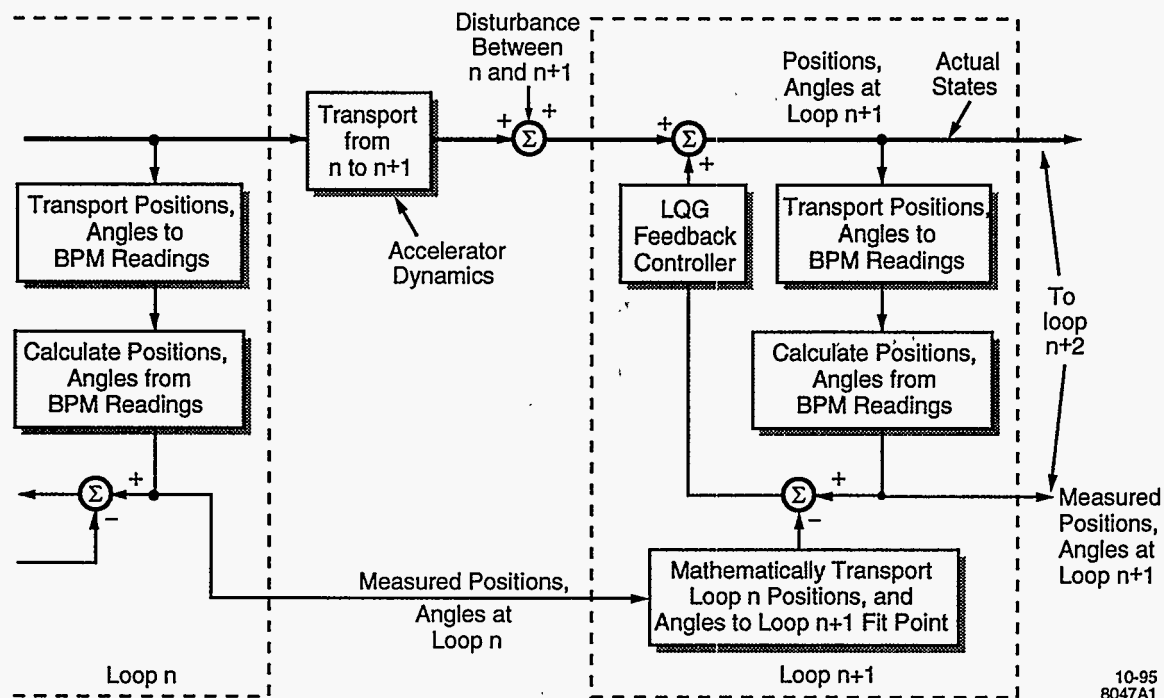 Disturbance
Between
n and n+1
+
+
Σ
Transport
from
n to n+1
Accelerator
Dynamics
Positions,
Angles at
Loop n+1
Actual
States
+
+
Σ
Transport Positions,
Angles to
BPM Readings
Calculate Positions,
Angles from
BPM Readings
+
−
Σ
Loop n
Measured Positions,
Angles at
Loop n
LQG
Feedback
Controller
Transport Positions,
Angles to
BPM Readings
Calculate Positions,
Angles from
BPM Readings
+
−
Σ
Mathematically Transport
Loop n Positions, and
Angles to Loop n+1 Fit Point
Loop n+1
To
loop
n+2
Measured
Positions,
Angles at
Loop n+1
10-95
8047A1